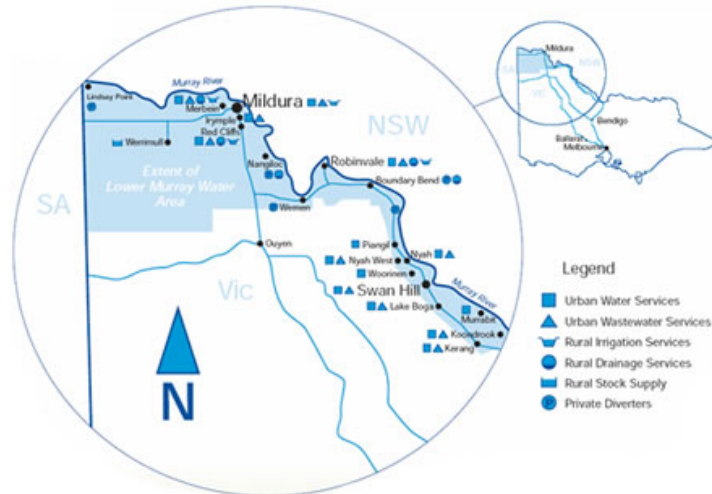 Murray River
Lindsay Point
Merbein
Mildura
Irymple
Red Cliffs
Werrimull
NSW
Nangiloc
Robinvale
Boundary Bend
Extent of
Lower Murray Water
Area
Wemen
SA
Ouyen
Piangil
Nyah
Nyah West
Woorinen
Vic
Swan Hill
Murray River
Lake Boga
Murrabit
Koondrook
Kerang
N
Mildura
NSW
SA
VIC
Bendigo
Ballarat
Melbourne
Legend
Urban Water Services
Urban Wastewater Services
Rural Irrigation Services
Rural Drainage Services
Rural Stock Supply
P
Private Diverters